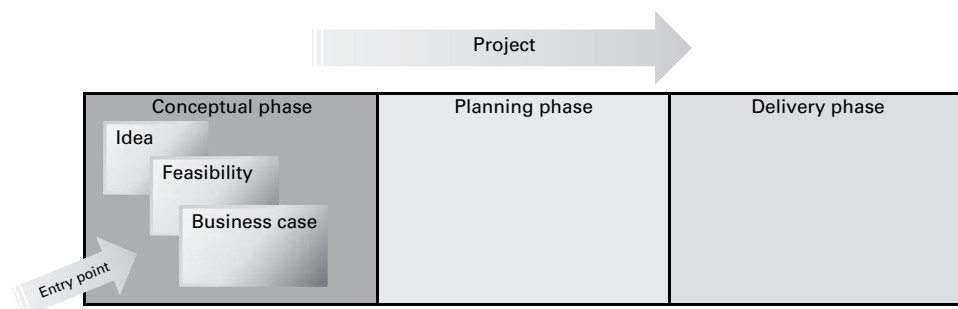 Project
Conceptual phase
Planning phase
Delivery phase
Idea
Feasibility
Business case
Entry point